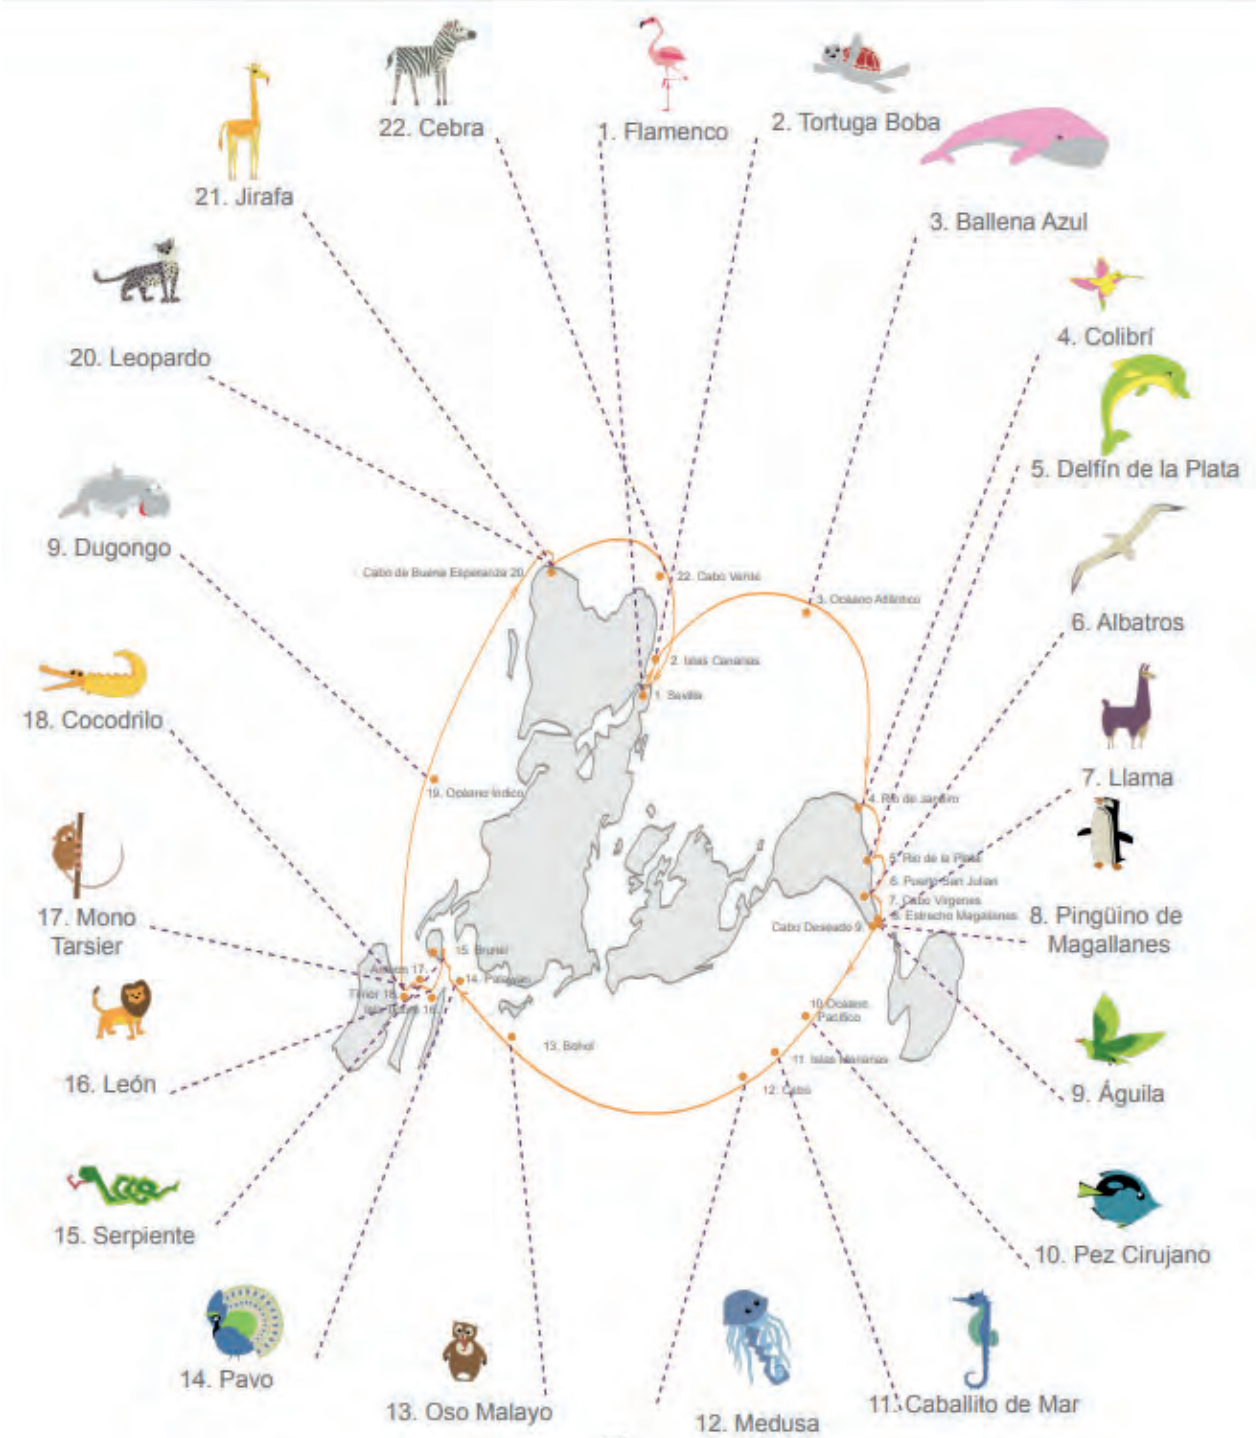 22. Cebra
1. Flamenco
2. Tortuga Boba
21. Jirafa
3. Ballena Azul
4. Colibrí
20. Leopardo
5. Delfín de la Plata
9. Dugongo
6. Albatros
18. Cocodrilo
7. Llama
17. Mono
Tarsier
8. Pingüino de
Magallanes
16. León
9. Águila
15. Serpiente
10. Pez Cirujano
14. Pavo
13. Oso Malayo
12. Medusa
11. Caballito de Mar
Cabo de Buena Esperanza 20.
22. Cabo Verde
3. Océano Atlántico
2. Islas Canarias
1. Sevilla
19. Océano Índico
4. Río de Janeiro
5. Río de la Plata
6. Puerto San Julian
7. Cabo Vírgenes
8. Estrecho Magallanes
Cabo Deseado 9.
15. Brunei
17.
14. Palawan
Timor 18.
16.
10. Océano
Pacífico
13. Bohol
11. Islas Marianas
12. Cebú